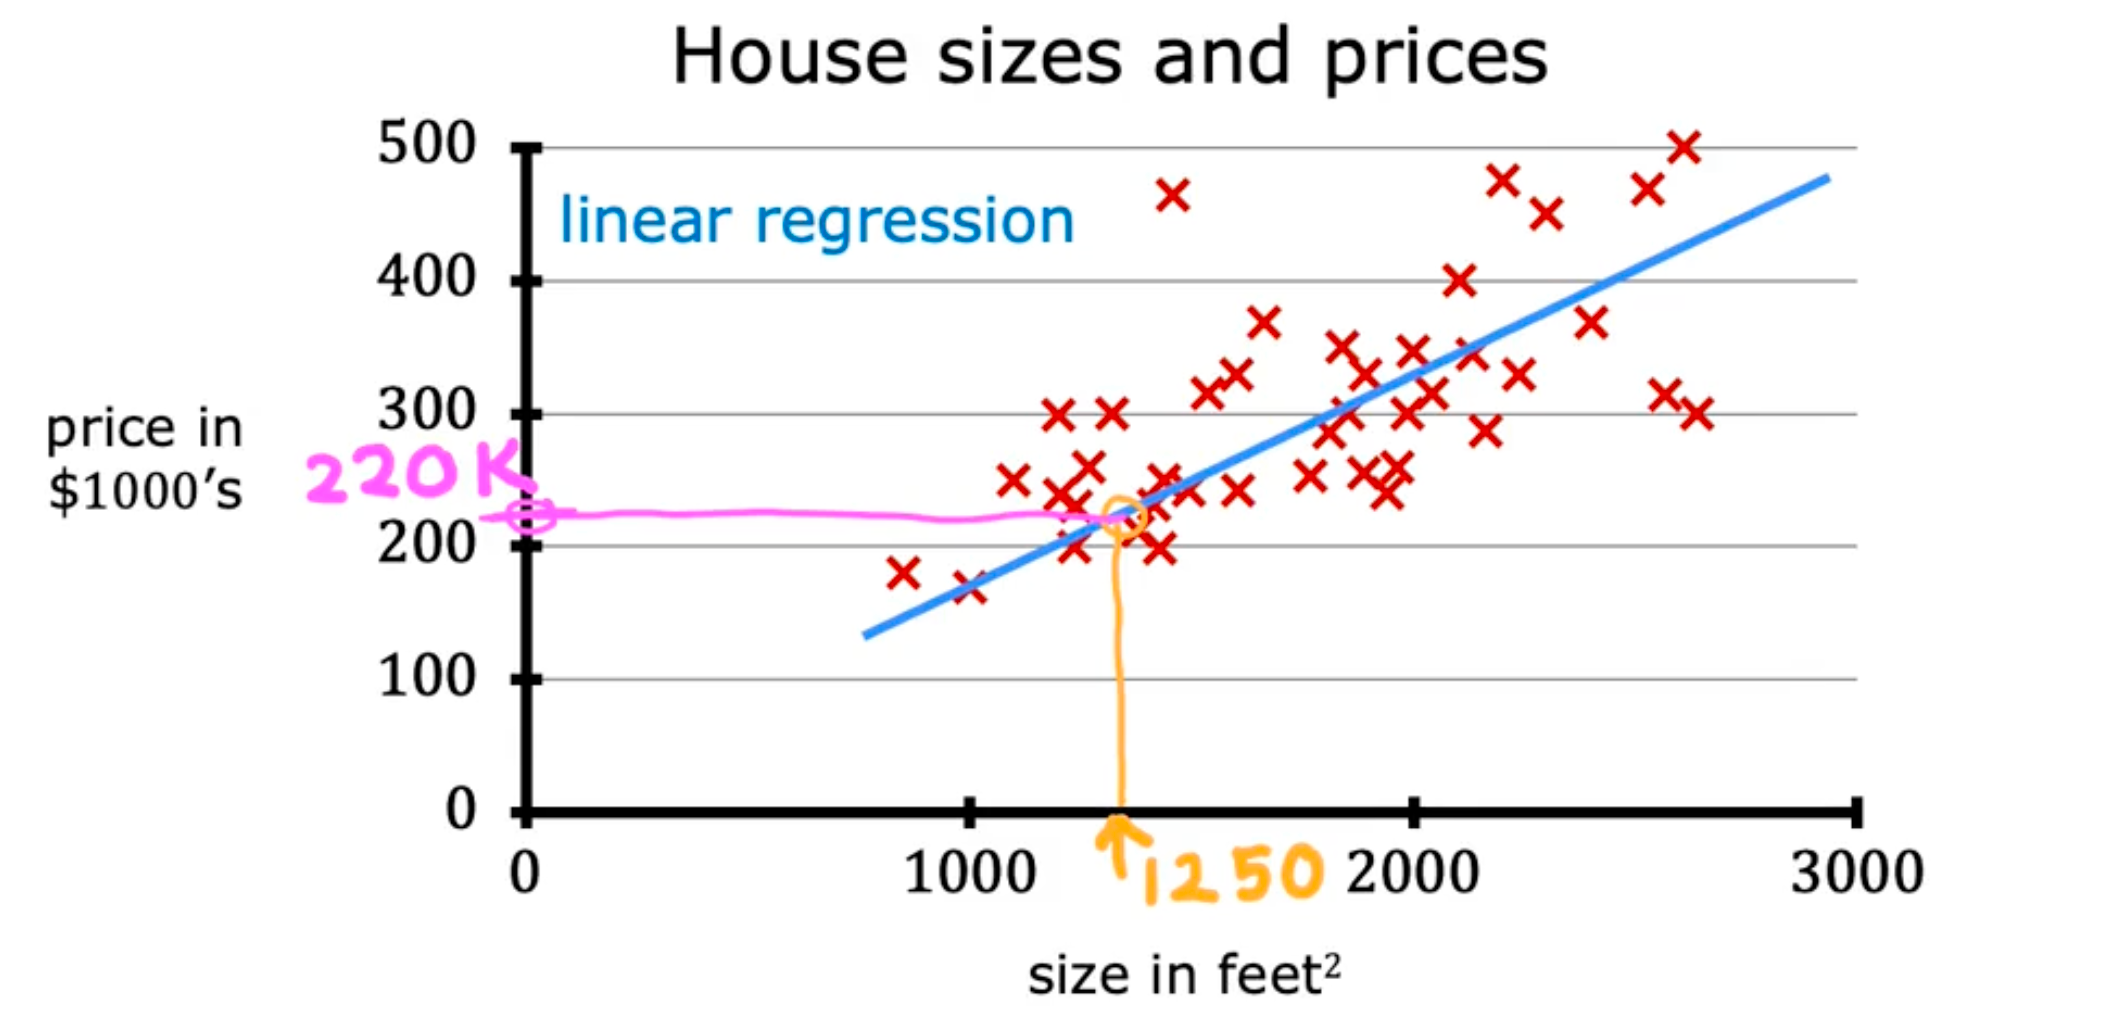 House sizes and prices
500
linear regression
400
300
price in
$1000's
220K
200
100
0
0
1000
1250
2000
3000
size in feet²